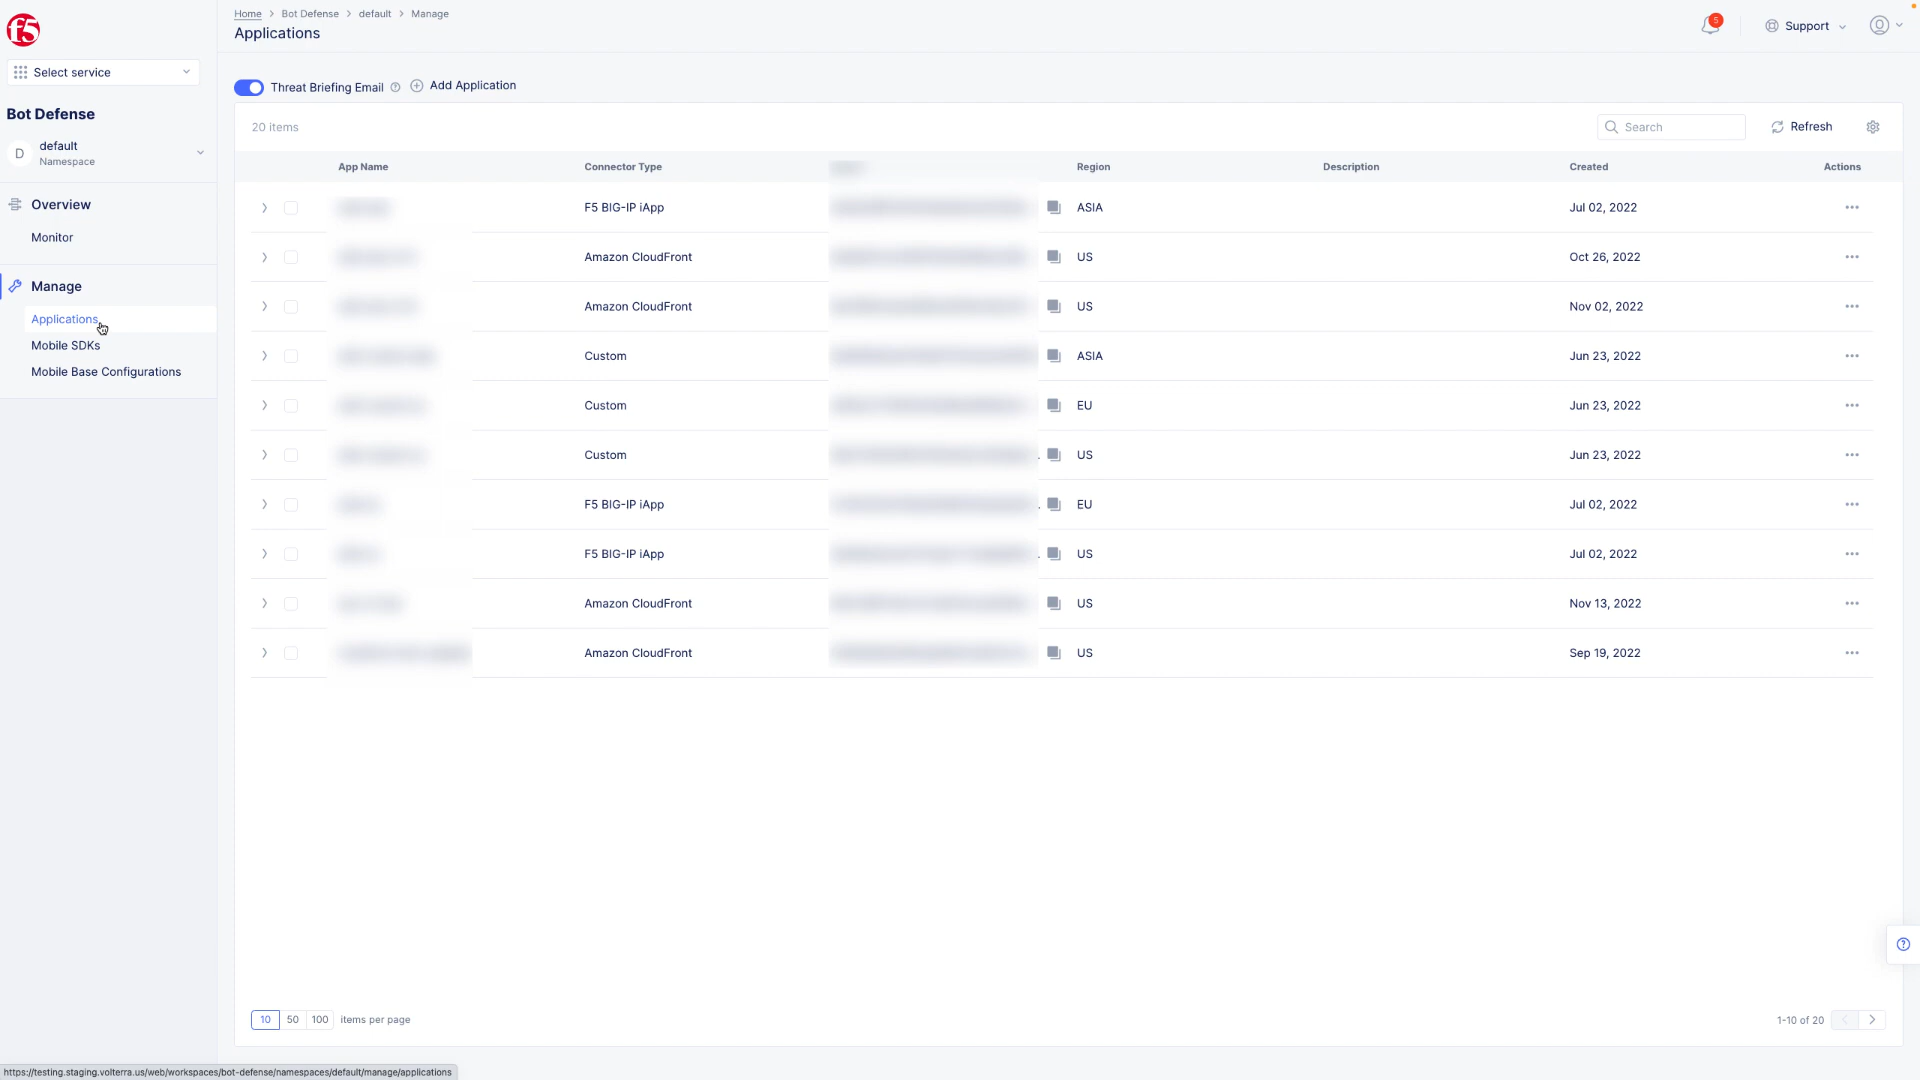 Home > Bot Defense > default > Manage
Applications
5
Support
f5
Select service
Bot Defense
D
default
Namespace
Overview
Monitor
Manage
Applications
Mobile SDKs
Mobile Base Configurations
Threat Briefing Email
Add Application
20 items
Search
Refresh
App Name Connector Type Region Description Created Actions
F5 BIG-IP iApp ASIA Jul 02, 2022
Amazon CloudFront US Oct 26, 2022
Amazon CloudFront US Nov 02, 2022
Custom ASIA Jun 23, 2022
Custom EU Jun 23, 2022
Custom US Jun 23, 2022
F5 BIG-IP iApp EU Jul 02, 2022
F5 BIG-IP iApp US Jul 02, 2022
Amazon CloudFront US Nov 13, 2022
Amazon CloudFront US Sep 19, 2022
10 50 100 items per page
1-10 of 20
https://testing.staging.volterra.us/web/workspaces/bot-defense/namespaces/default/manage/applications